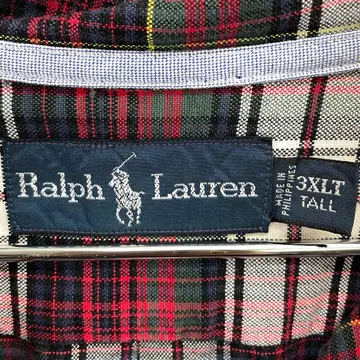 Ralph Lauren
MADE IN
PHILIPPINES
3XLT
TALL